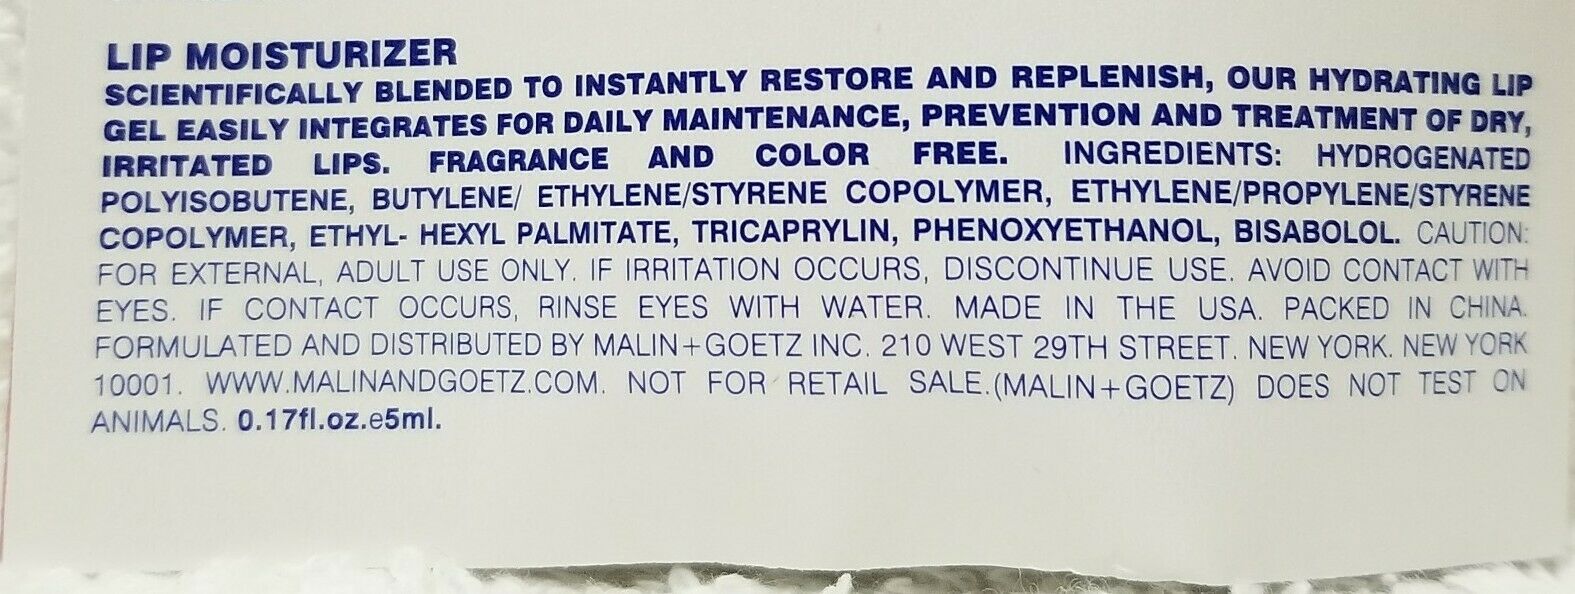 LIP MOISTURIZER
SCIENTIFICALLY BLENDED TO INSTANTLY RESTORE AND REPLENISH, OUR HYDRATING LIP
GEL EASILY INTEGRATES FOR DAILY MAINTENANCE, PREVENTION AND TREATMENT OF DRY,
IRRITATED LIPS. FRAGRANCE AND COLOR FREE. INGREDIENTS: HYDROGENATED
POLYISOBUTENE, BUTYLENE/ ETHYLENE/STYRENE COPOLYMER, ETHYLENE/PROPYLENE/STYRENE
COPOLYMER, ETHYL- HEXYL PALMITATE, TRICAPRYLIN, PHENOXYETHANOL, BISABOLOL. CAUTION:
FOR EXTERNAL, ADULT USE ONLY. IF IRRITATION OCCURS, DISCONTINUE USE. AVOID CONTACT WITH
EYES. IF CONTACT OCCURS, RINSE EYES WITH WATER. MADE IN THE USA. PACKED IN CHINA.
FORMULATED AND DISTRIBUTED BY MALIN+GOETZ INC. 210 WEST 29TH STREET. NEW YORK. NEW YORK
10001. WWW.MALINANDGOETZ.COM. NOT FOR RETAIL SALE.(MALIN+GOETZ) DOES NOT TEST ON
ANIMALS. 0.17fl.oz.e5ml.